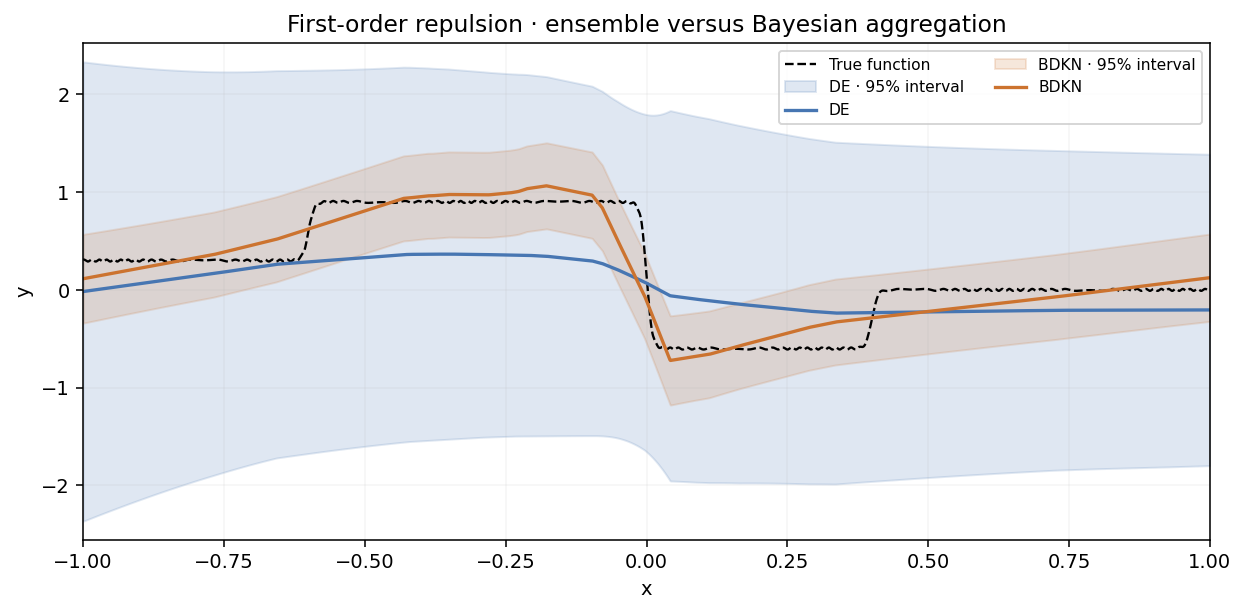 First-order repulsion · ensemble versus Bayesian aggregation
True function
DE · 95% interval
DE
BDKN · 95% interval
BDKN
y
2
1
0
−1
−2
−1.00 −0.75 −0.50 −0.25 0.00 0.25 0.50 0.75 1.00
x